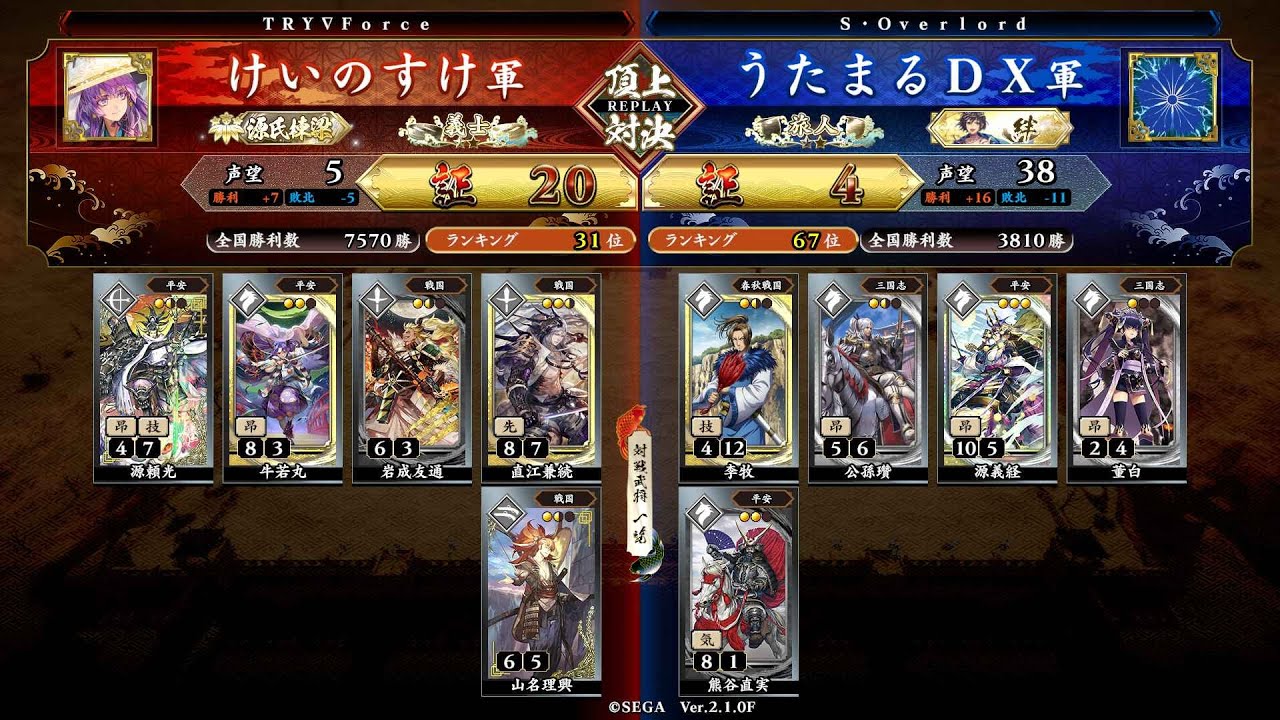 TRY∇Force
S・Overlord
けいのすけ軍
頂上
REPLAY
対決
うたまるDX軍
源氏棟梁
義士
旅人
絆
声望 5
勝利 +7 敗北 -5
証 20
証 4
声望 38
勝利 +16 敗北 -11
全国勝利数 7570勝
ランキング 31位
ランキング 67位
全国勝利数 3810勝
平安
昂 技
4 7
源頼光
平安
昂
8 3
牛若丸
戦国
6 3
岩成友通
戦国
先
8 7
直江兼続
春秋戦国
技
4 12
李牧
三国志
昂
5 6
公孫瓚
平安
昂
10 5
源義経
三国志
昂
2 4
董白
対戦武将一覧
戦国
6 5
山名理興
平安
気
8 1
熊谷直実
©SEGA Ver.2.1.0F